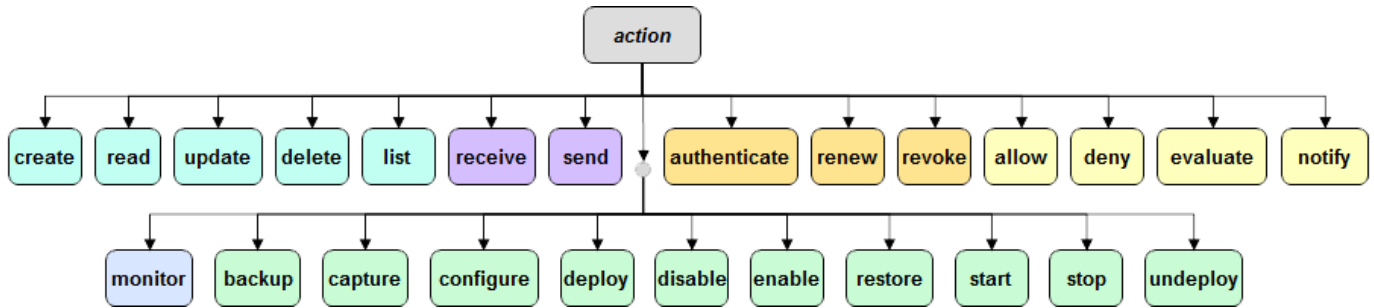 action
create read update delete list receive send authenticate renew revoke allow deny evaluate notify
monitor backup capture configure deploy disable enable restore start stop undeploy